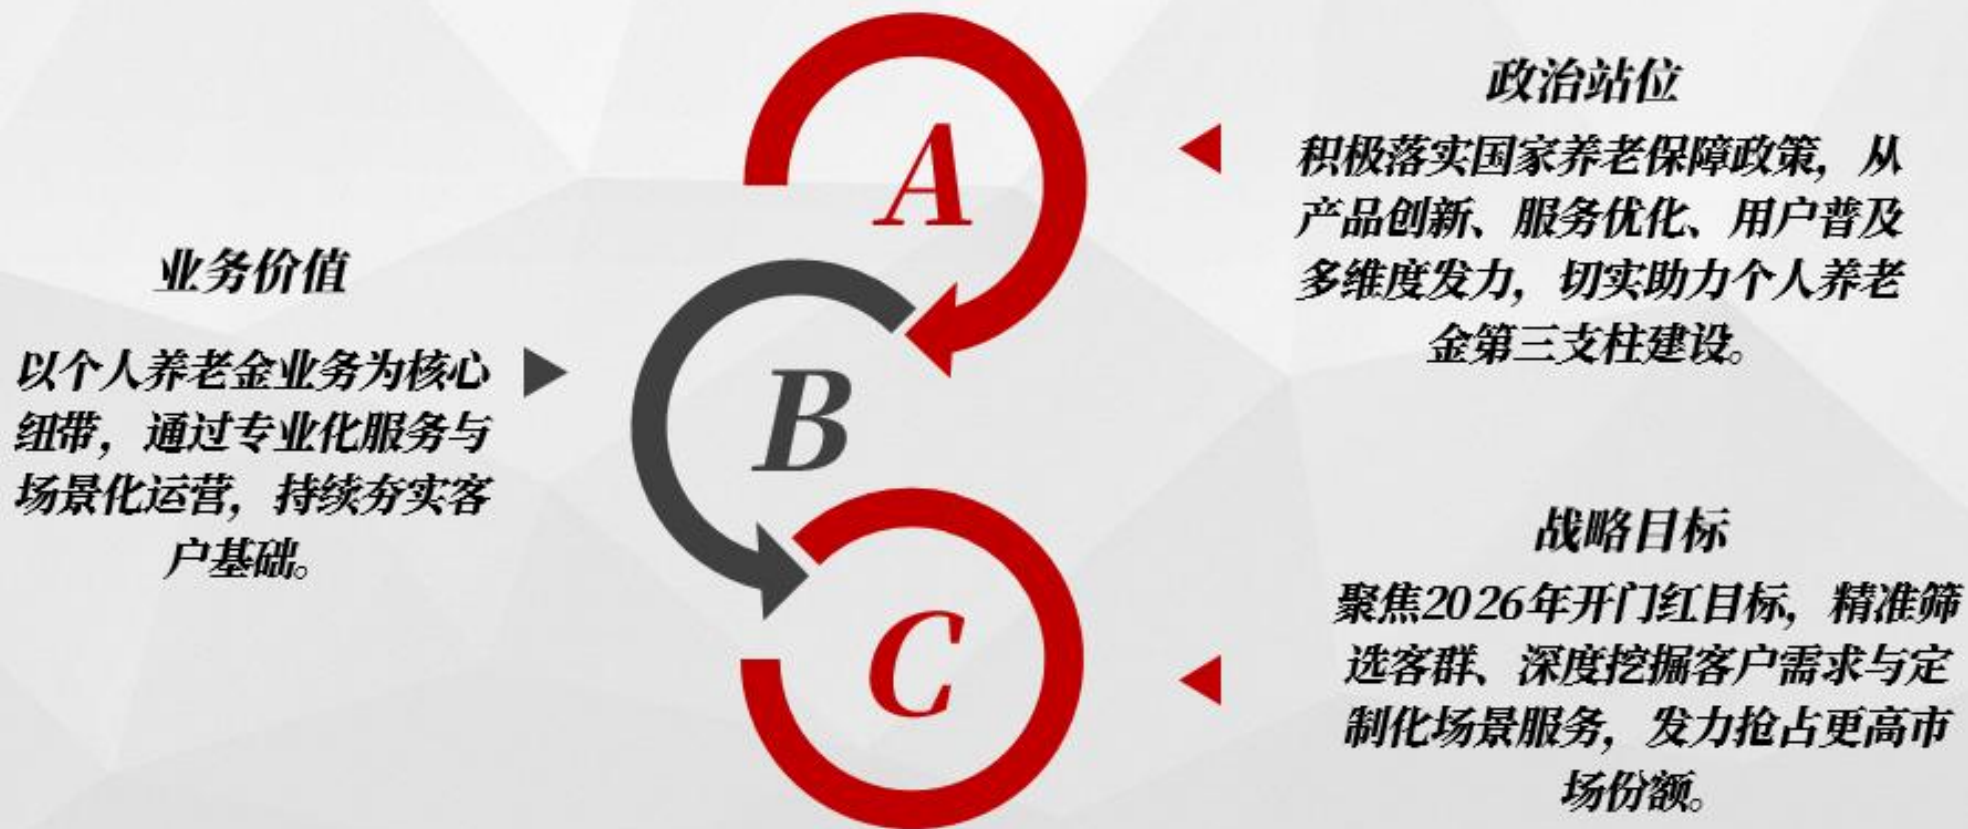 A
政治站位
积极落实国家养老保障政策，从
产品创新、服务优化、用户普及
多维度发力，切实助力个人养老
金第三支柱建设。
B
业务价值
以个人养老金业务为核心
纽带，通过专业化服务与
场景化运营，持续夯实客
户基础。
C
战略目标
聚焦2026年开门红目标，精准筛
选客群、深度挖掘客户需求与定
制化场景服务，发力抢占更高市
场份额。